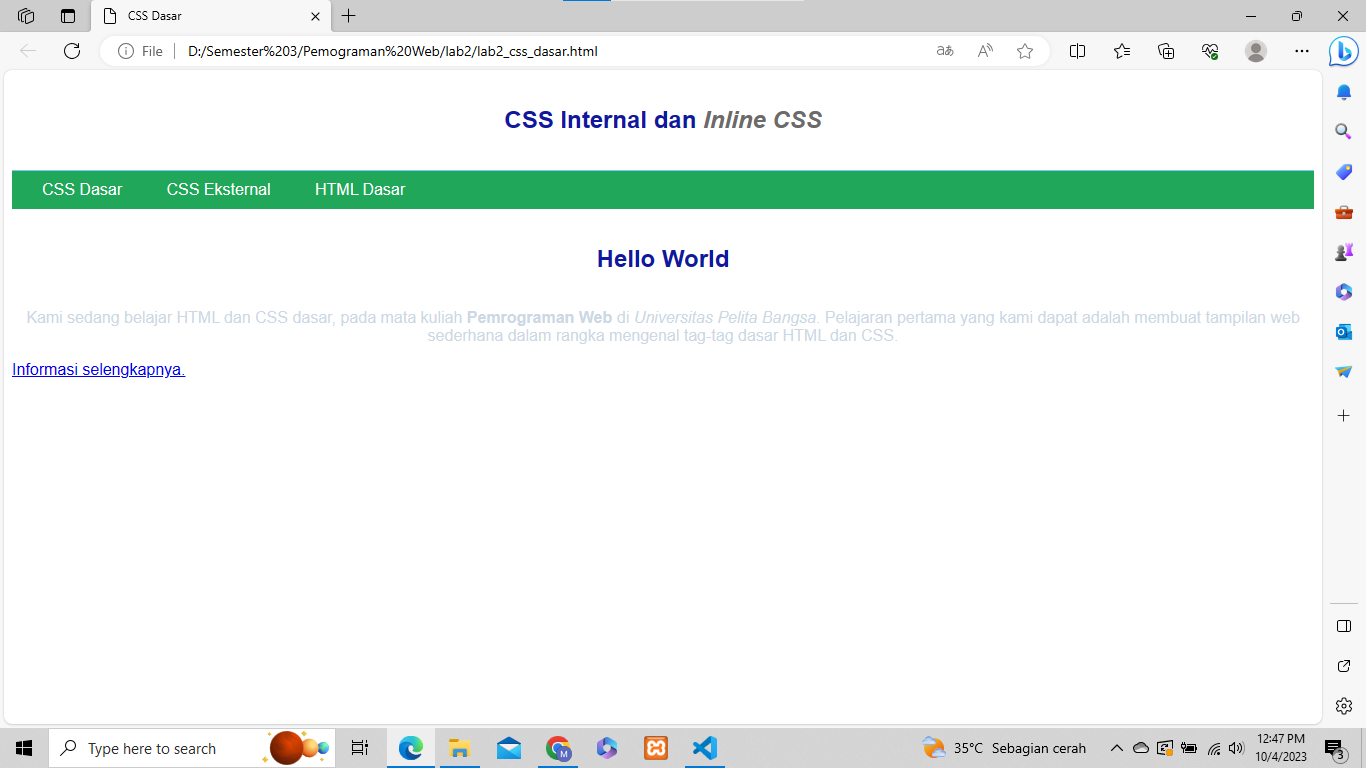 CSS Dasar
File
D:/Semester%203/Pemograman%20Web/lab2/lab2_css_dasar.html
CSS Internal dan Inline CSS
CSS Dasar CSS Eksternal HTML Dasar
Hello World
Kami sedang belajar HTML dan CSS dasar, pada mata kuliah Pemrograman Web di Universitas Pelita Bangsa. Pelajaran pertama yang kami dapat adalah membuat tampilan web
sederhana dalam rangka mengenal tag-tag dasar HTML dan CSS.
Informasi selengkapnya.
Type here to search
35°C Sebagian cerah
12:47 PM
10/4/2023
3